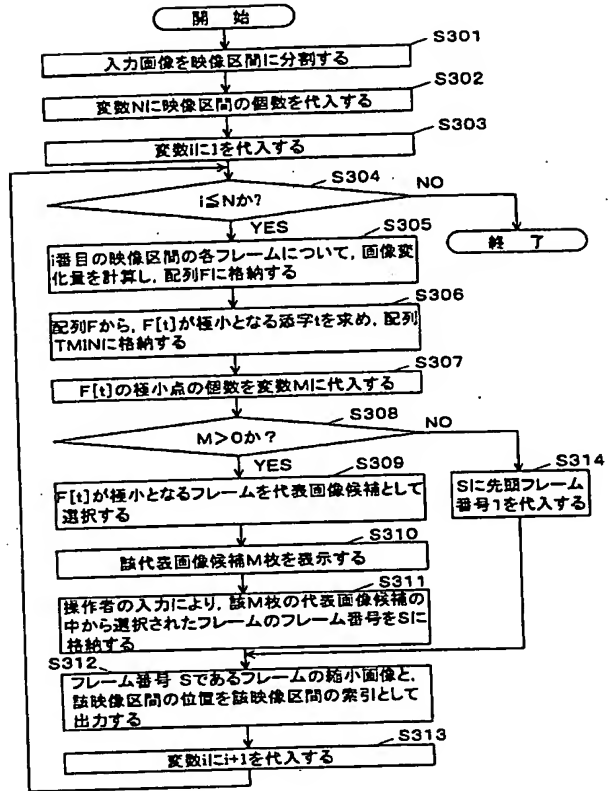 開 始
S301
入力画像を映像区間に分割する
S302
変数Nに映像区間の個数を代入する
S303
変数iに1を代入する
S304
i≦Nか?
NO
YES
終 了
S305
i番目の映像区間の各フレームについて,画像変
化量を計算し,配列Fに格納する
S306
配列Fから,F[t]が極小となる添字tを求め,配列
TMINに格納する
S307
F[t]の極小点の個数を変数Mに代入する
S308
M>0か?
NO
YES
S309
F[t]が極小となるフレームを代表画像候補として
選択する
S314
Sに先頭フレーム
番号1を代入する
S310
該代表画像候補M枚を表示する
S311
操作者の入力により,該M枚の代表画像候補の
中から選択されたフレームのフレーム番号をSに
格納する
S312
フレーム番号 Sであるフレームの縮小画像と,
該映像区間の位置を該映像区間の索引として
出力する
S313
変数iにi+1を代入する